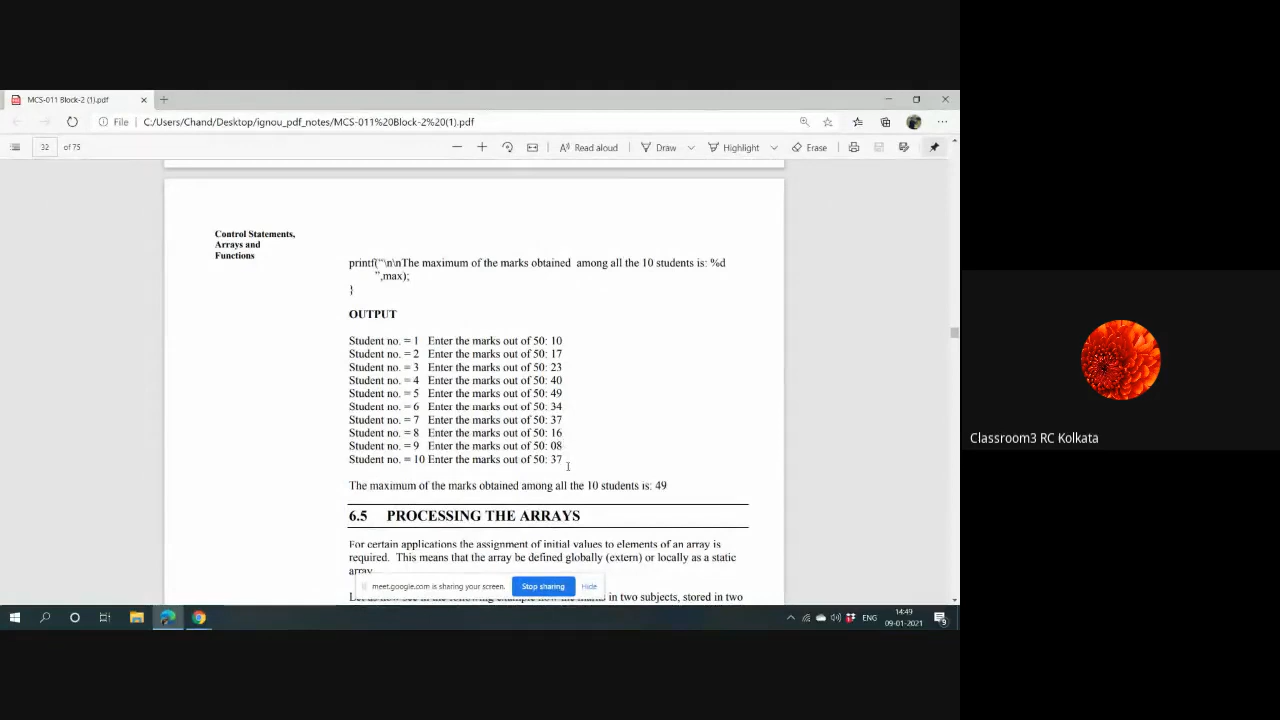 MCS-011 Block-2 (1).pdf
File C:/Users/Chand/Desktop/ignou_pdf_notes/MCS-011%20Block-2%20(1).pdf
32 of 75 Read aloud Draw Highlight Erase
Control Statements,
Arrays and
Functions
printf(“\n\nThe maximum of the marks obtained among all the 10 students is: %d
”,max);
}
OUTPUT
Student no. = 1 Enter the marks out of 50: 10
Student no. = 2 Enter the marks out of 50: 17
Student no. = 3 Enter the marks out of 50: 23
Student no. = 4 Enter the marks out of 50: 40
Student no. = 5 Enter the marks out of 50: 49
Student no. = 6 Enter the marks out of 50: 34
Student no. = 7 Enter the marks out of 50: 37
Student no. = 8 Enter the marks out of 50: 16
Student no. = 9 Enter the marks out of 50: 08
Student no. = 10 Enter the marks out of 50: 37
The maximum of the marks obtained among all the 10 students is: 49
6.5 PROCESSING THE ARRAYS
For certain applications the assignment of initial values to elements of an array is
required. This means that the array be defined globally (extern) or locally as a static
array.
meet.google.com is sharing your screen. Stop sharing Hide
Let us now see in the following example how the marks in two subjects, stored in two
ENG
14:49
09-01-2021
Classroom3 RC Kolkata